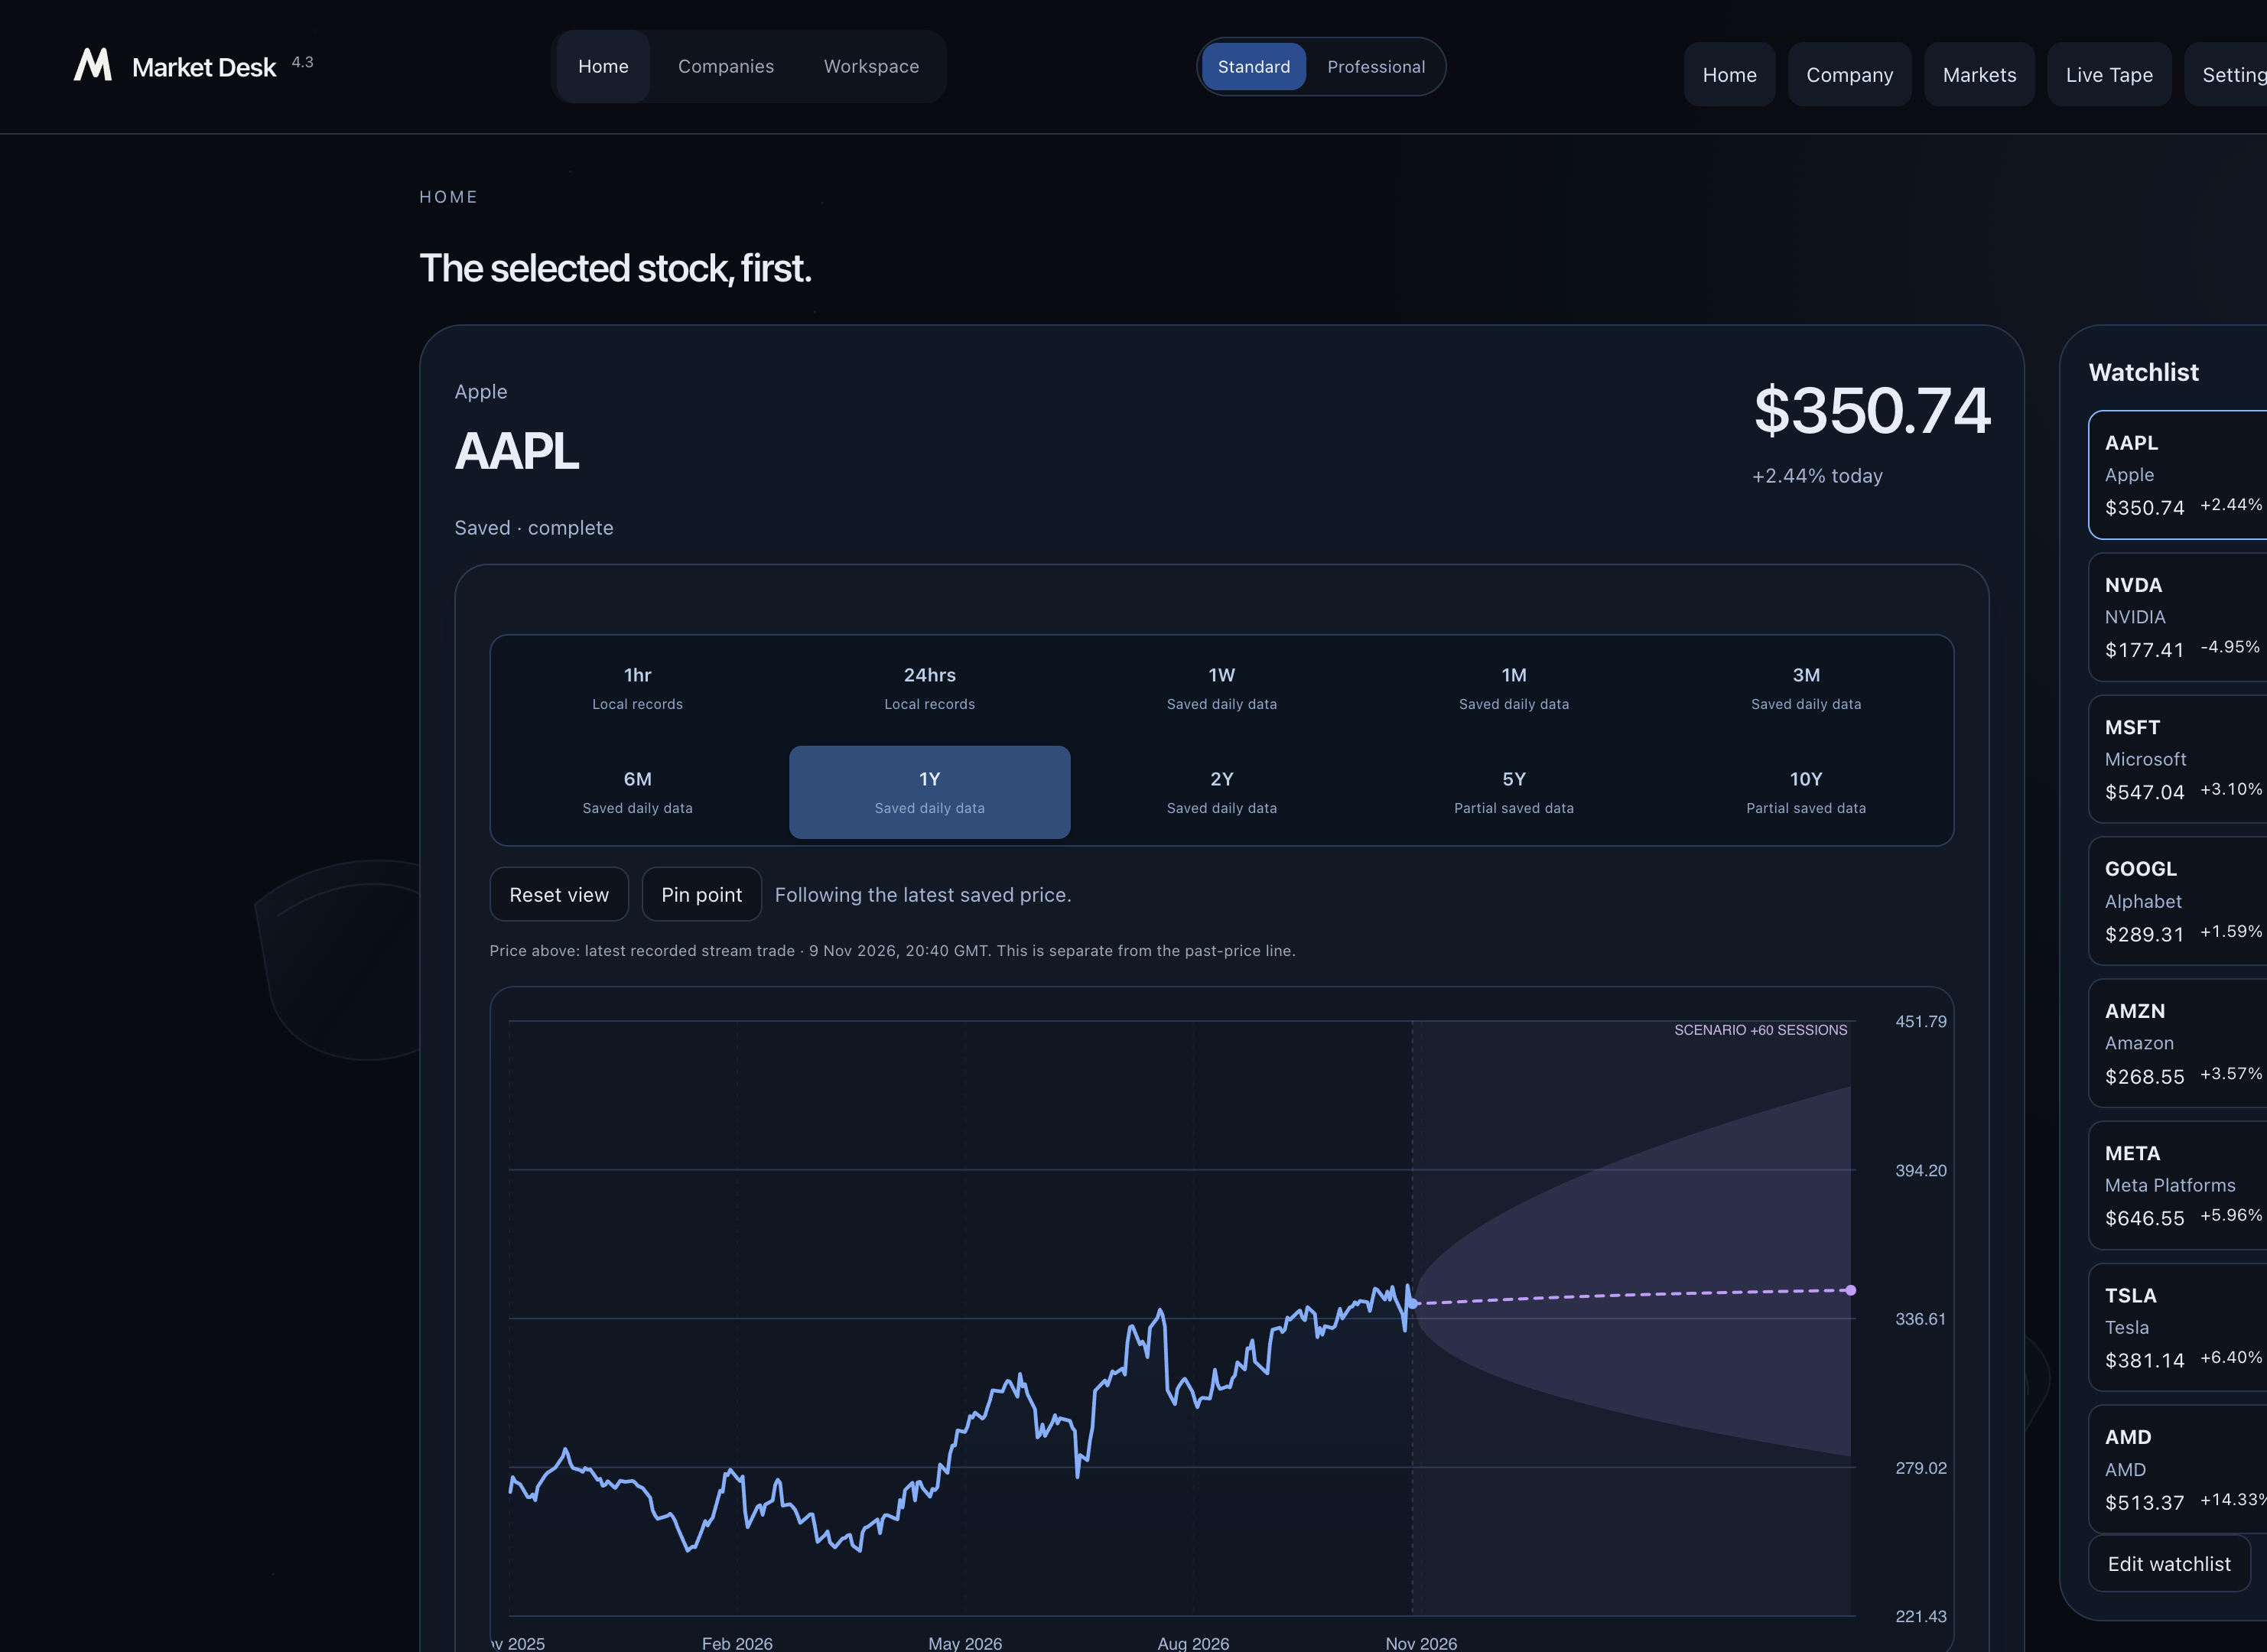 Market Desk 4.3
Home Companies Workspace
Standard Professional
Home Company Markets Live Tape Setting
HOME
The selected stock, first.
Apple
AAPL
$350.74
+2.44% today
Saved · complete
1hr
Local records
24hrs
Local records
1W
Saved daily data
1M
Saved daily data
3M
Saved daily data
6M
Saved daily data
1Y
Saved daily data
2Y
Saved daily data
5Y
Partial saved data
10Y
Partial saved data
Reset view Pin point Following the latest saved price.
Price above: latest recorded stream trade · 9 Nov 2026, 20:40 GMT. This is separate from the past-price line.
SCENARIO +60 SESSIONS
451.79
394.20
336.61
279.02
221.43
v 2025 Feb 2026 May 2026 Aug 2026 Nov 2026
Watchlist
AAPL
Apple
$350.74 +2.44%
NVDA
NVIDIA
$177.41 -4.95%
MSFT
Microsoft
$547.04 +3.10%
GOOGL
Alphabet
$289.31 +1.59%
AMZN
Amazon
$268.55 +3.57%
META
Meta Platforms
$646.55 +5.96%
TSLA
Tesla
$381.14 +6.40%
AMD
AMD
$513.37 +14.33%
Edit watchlist